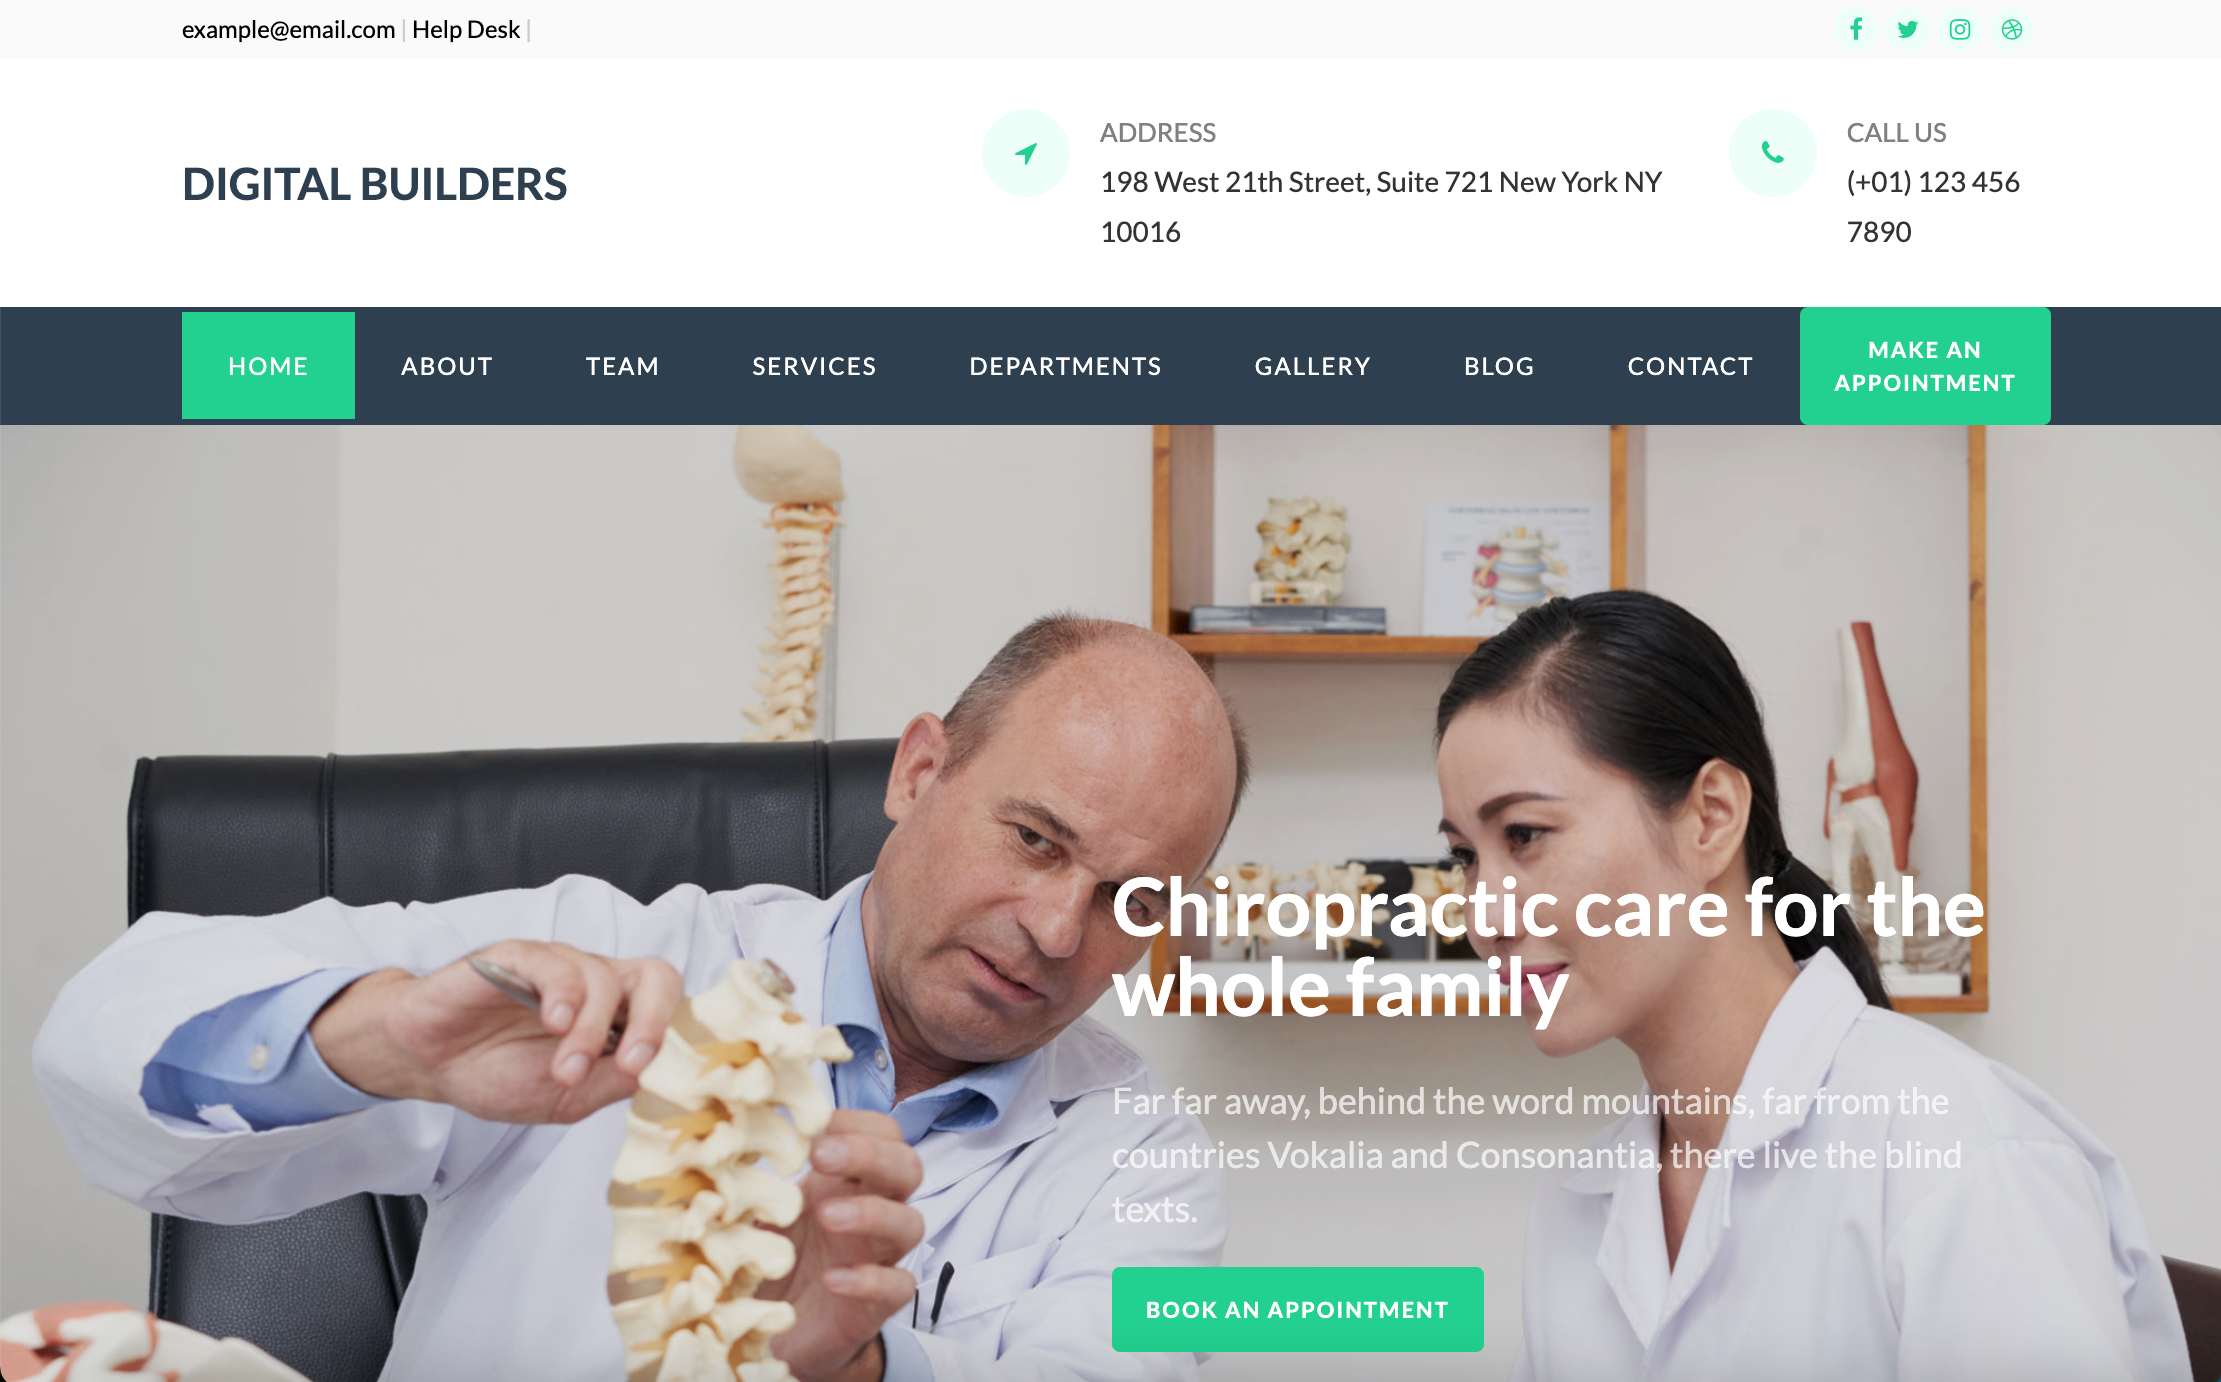 example@email.com | Help Desk |
DIGITAL BUILDERS
ADDRESS
198 West 21th Street, Suite 721 New York NY
10016
CALL US
(+01) 123 456
7890
HOME
ABOUT
TEAM
SERVICES
DEPARTMENTS
GALLERY
BLOG
CONTACT
MAKE AN
APPOINTMENT
Chiropractic care for the
whole family
Far far away, behind the word mountains, far from the
countries Vokalia and Consonantia, there live the blind
texts.
BOOK AN APPOINTMENT